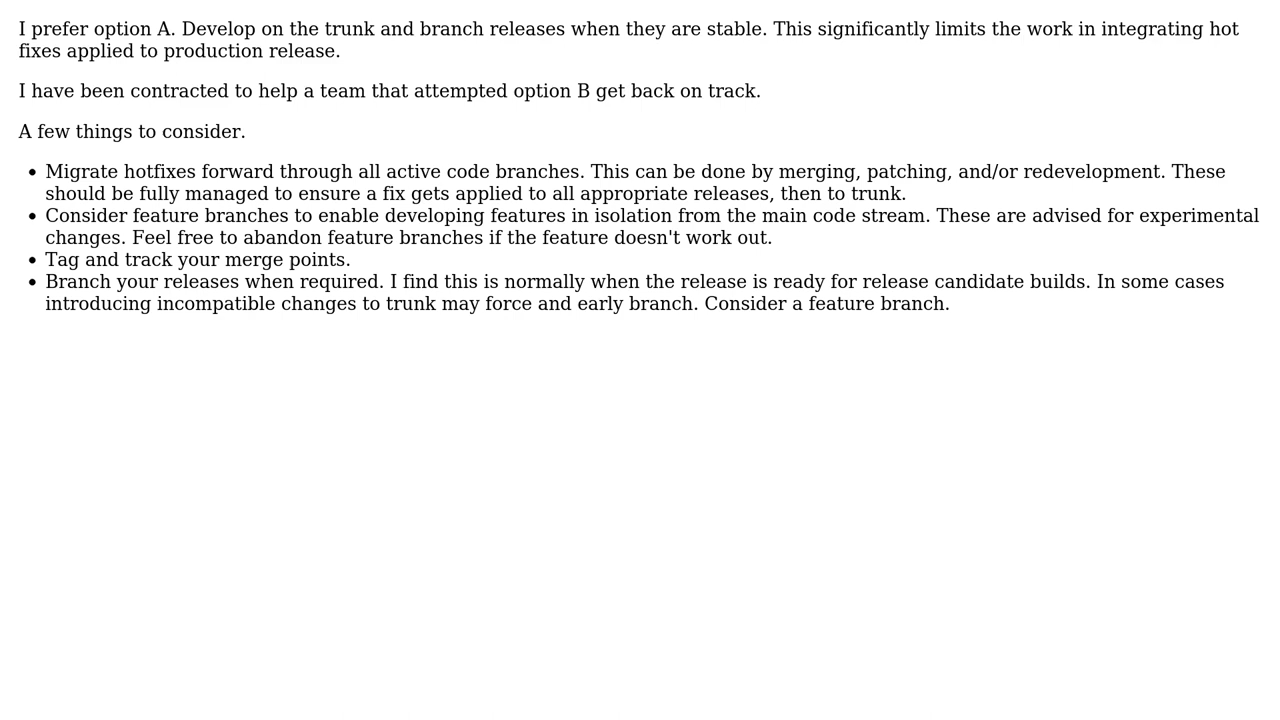 I prefer option A. Develop on the trunk and branch releases when they are stable. This significantly limits the work in integrating hot
fixes applied to production release.
I have been contracted to help a team that attempted option B get back on track.
A few things to consider.
• Migrate hotfixes forward through all active code branches. This can be done by merging, patching, and/or redevelopment. These
should be fully managed to ensure a fix gets applied to all appropriate releases, then to trunk.
• Consider feature branches to enable developing features in isolation from the main code stream. These are advised for experimental
changes. Feel free to abandon feature branches if the feature doesn't work out.
• Tag and track your merge points.
• Branch your releases when required. I find this is normally when the release is ready for release candidate builds. In some cases
introducing incompatible changes to trunk may force and early branch. Consider a feature branch.